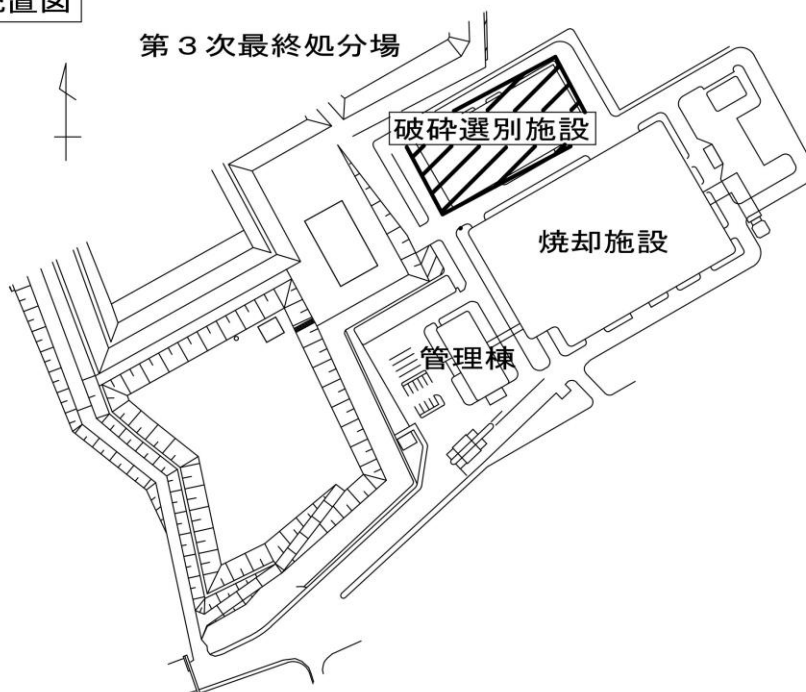 置図
第３次最終処分場
破砕選別施設
焼却施設
管理棟